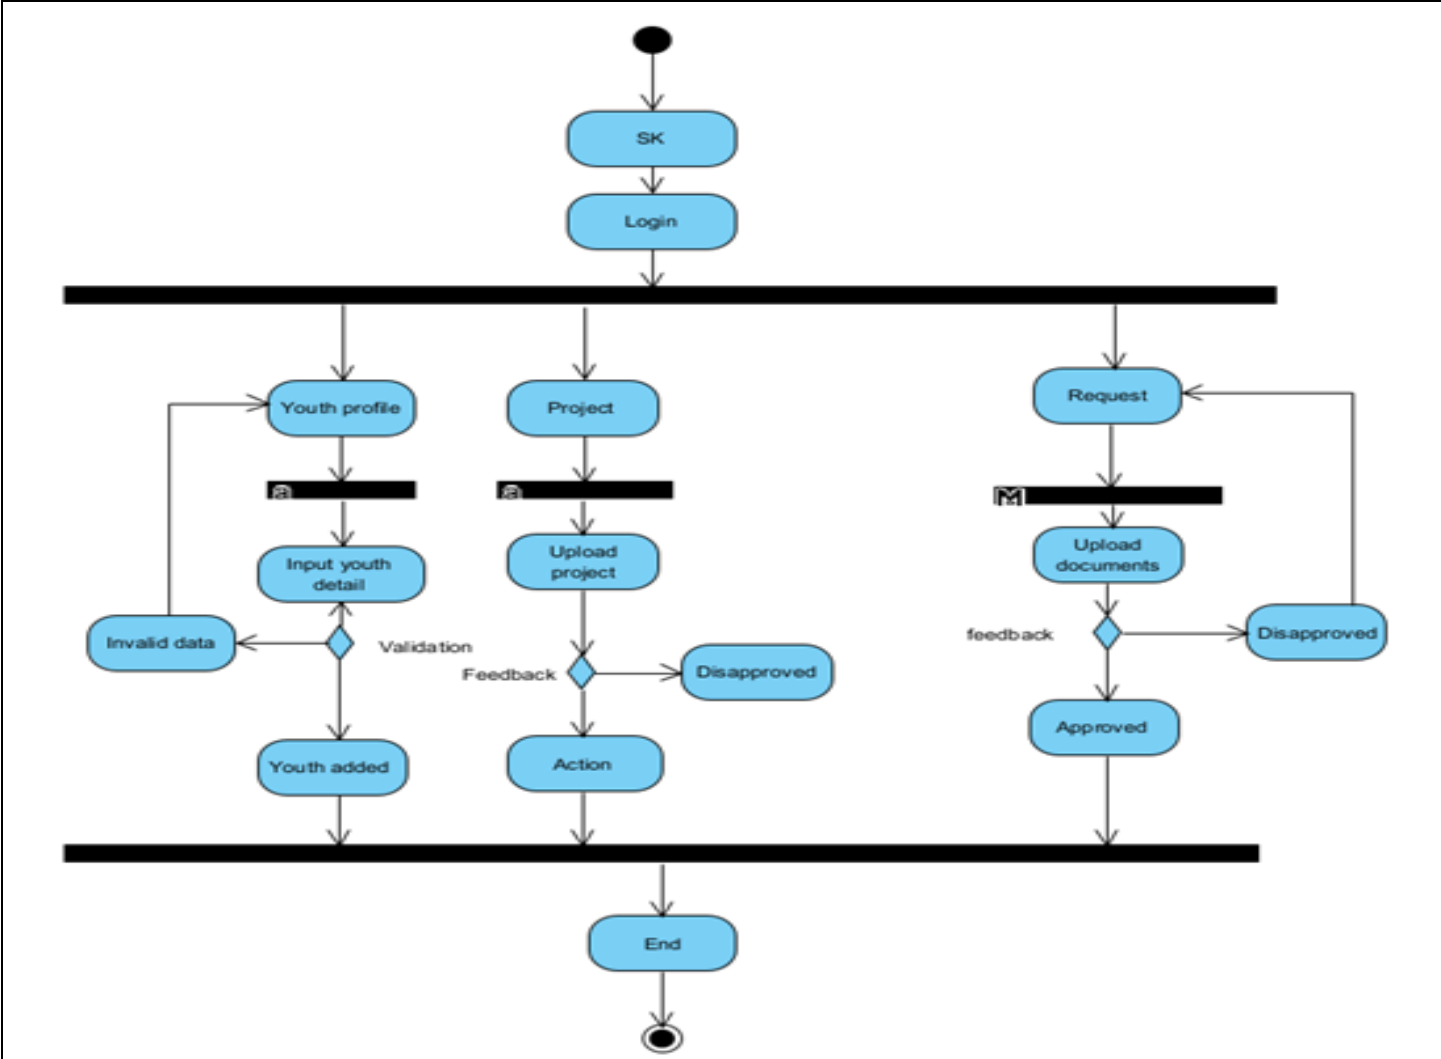 SK
Login
Youth profile
Project
Request
Input youth
detail
Upload
project
Upload
documents
Invalid data
Validation
Feedback
Disapproved
feedback
Disapproved
Youth added
Action
Approved
End